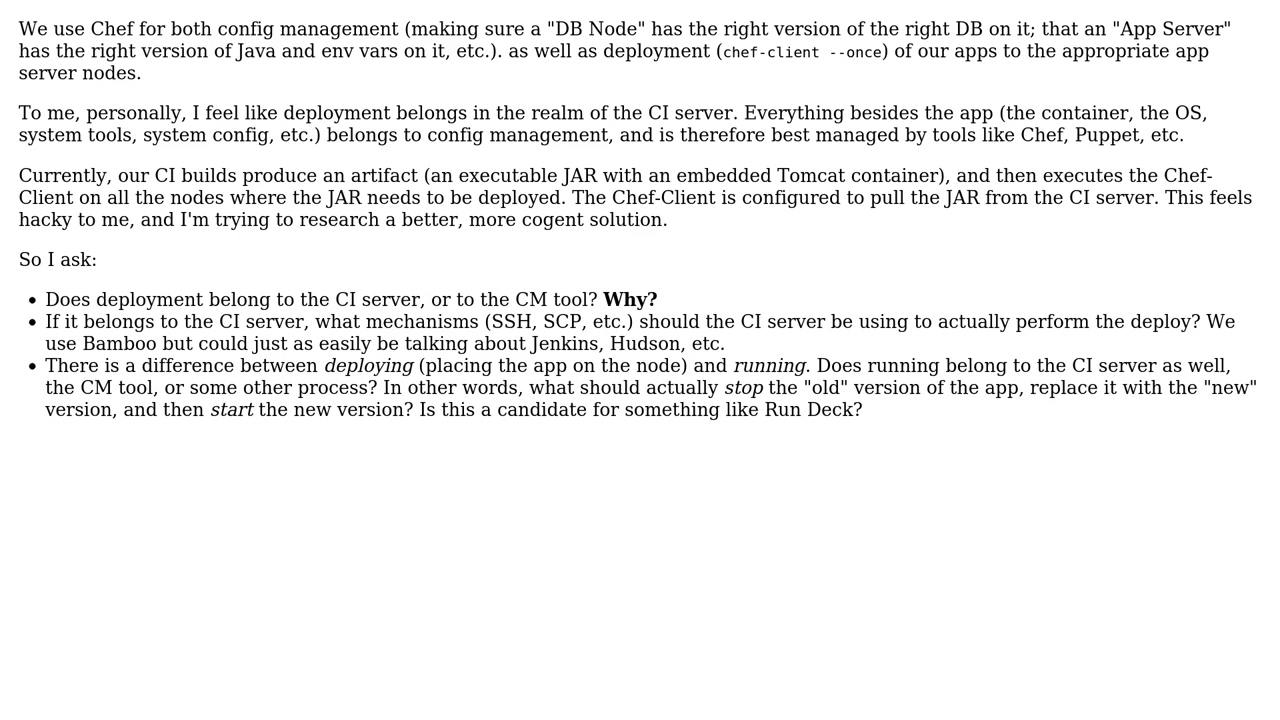 We use Chef for both config management (making sure a "DB Node" has the right version of the right DB on it; that an "App Server"
has the right version of Java and env vars on it, etc.). as well as deployment (chef-client --once) of our apps to the appropriate app
server nodes.
To me, personally, I feel like deployment belongs in the realm of the CI server. Everything besides the app (the container, the OS,
system tools, system config, etc.) belongs to config management, and is therefore best managed by tools like Chef, Puppet, etc.
Currently, our CI builds produce an artifact (an executable JAR with an embedded Tomcat container), and then executes the Chef-
Client on all the nodes where the JAR needs to be deployed. The Chef-Client is configured to pull the JAR from the CI server. This feels
hacky to me, and I'm trying to research a better, more cogent solution.
So I ask:
• Does deployment belong to the CI server, or to the CM tool? Why?
• If it belongs to the CI server, what mechanisms (SSH, SCP, etc.) should the CI server be using to actually perform the deploy? We
use Bamboo but could just as easily be talking about Jenkins, Hudson, etc.
• There is a difference between deploying (placing the app on the node) and running. Does running belong to the CI server as well,
the CM tool, or some other process? In other words, what should actually stop the "old" version of the app, replace it with the "new"
version, and then start the new version? Is this a candidate for something like Run Deck?